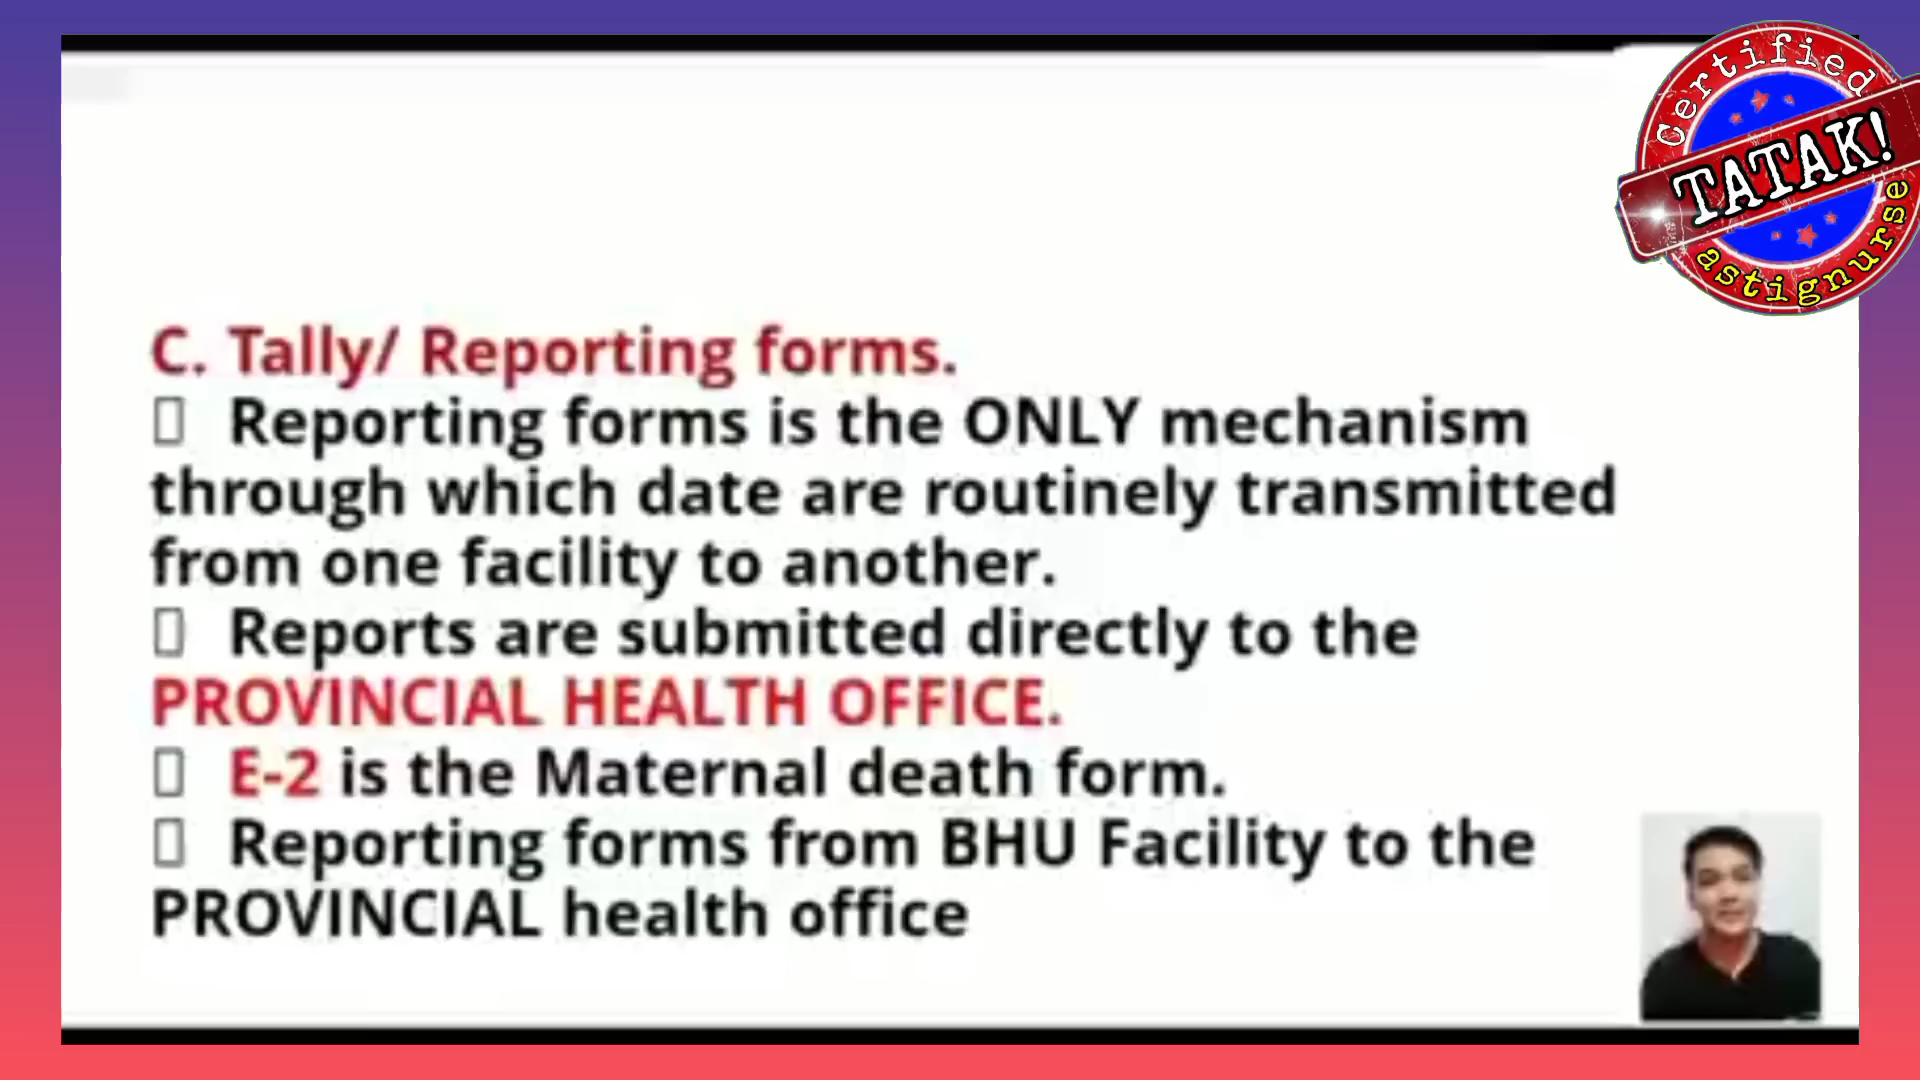 Certified
TATAK!
astignurse
C. Tally/ Reporting forms.
▯ Reporting forms is the ONLY mechanism
through which date are routinely transmitted
from one facility to another.
▯ Reports are submitted directly to the
PROVINCIAL HEALTH OFFICE.
▯ E-2 is the Maternal death form.
▯ Reporting forms from BHU Facility to the
PROVINCIAL health office